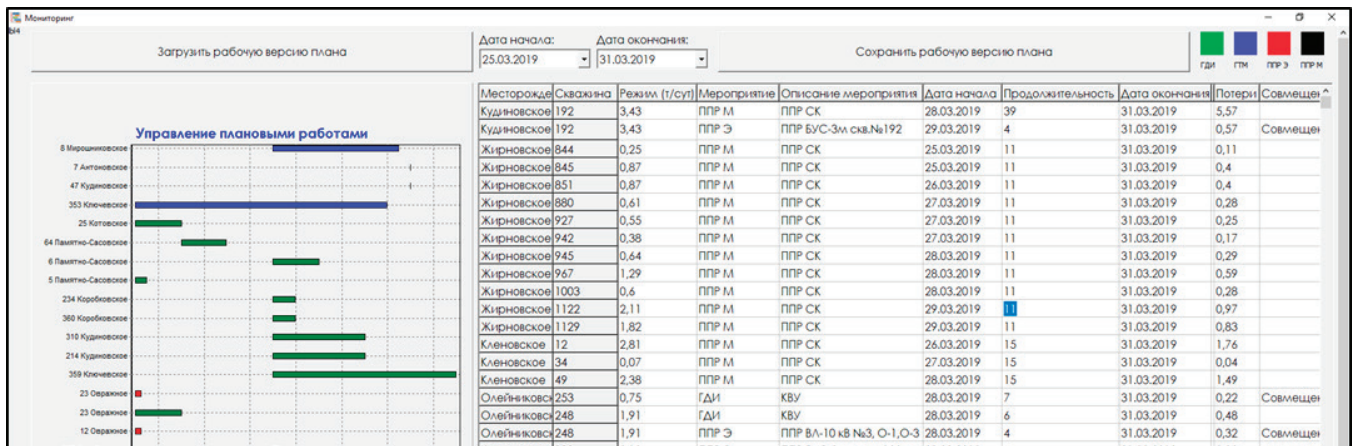 Мониторинг
Ы4
Загрузить рабочую версию плана
Дата начала: Дата окончания:
25.03.2019 31.03.2019
Сохранить рабочую версию плана
ГДИ ГТМ ППР Э ППР М
Управление плановыми работами
8 Мирошниковское
7 Антоновское
47 Кудиновское
353 Ключевское
25 Котовское
64 Памятно-Сасовское
6 Памятно-Сасовское
5 Памятно-Сасовское
234 Коробковское
360 Коробковское
310 Кудиновское
214 Кудиновское
359 Ключевское
23 Овражное
23 Овражное
12 Овражное
Месторожде Скважина Режим (т/сут) Мероприятие Описание мероприятия Дата начала Продолжительность Дата окончания Потери Совмещен
Кудиновское 192 3,43 ППР М ППР СК 28.03.2019 39 31.03.2019 5,57
Кудиновское 192 3,43 ППР Э ППР БУС-3м скв.№192 29.03.2019 4 31.03.2019 0,57 Совмещен
Жирновское 844 0,25 ППР М ППР СК 25.03.2019 11 31.03.2019 0,11
Жирновское 845 0,87 ППР М ППР СК 25.03.2019 11 31.03.2019 0,4
Жирновское 851 0,87 ППР М ППР СК 26.03.2019 11 31.03.2019 0,4
Жирновское 880 0,61 ППР М ППР СК 27.03.2019 11 31.03.2019 0,28
Жирновское 927 0,55 ППР М ППР СК 27.03.2019 11 31.03.2019 0,25
Жирновское 942 0,38 ППР М ППР СК 27.03.2019 11 31.03.2019 0,17
Жирновское 945 0,64 ППР М ППР СК 28.03.2019 11 31.03.2019 0,29
Жирновское 967 1,29 ППР М ППР СК 28.03.2019 11 31.03.2019 0,59
Жирновское 1003 0,6 ППР М ППР СК 28.03.2019 11 31.03.2019 0,28
Жирновское 1122 2,11 ППР М ППР СК 29.03.2019 11 31.03.2019 0,97
Жирновское 1129 1,82 ППР М ППР СК 29.03.2019 11 31.03.2019 0,83
Кленовское 12 2,81 ППР М ППР СК 26.03.2019 15 31.03.2019 1,76
Кленовское 34 0,07 ППР М ППР СК 27.03.2019 15 31.03.2019 0,04
Кленовское 49 2,38 ППР М ППР СК 28.03.2019 15 31.03.2019 1,49
Олейниковск 253 0,75 ГДИ КВУ 28.03.2019 7 31.03.2019 0,22 Совмещен
Олейниковск 248 1,91 ГДИ КВУ 28.03.2019 6 31.03.2019 0,48
Олейниковск 248 1,91 ППР Э ППР ВЛ-10 кВ №3, О-1,О-3 28.03.2019 4 31.03.2019 0,32 Совмещен